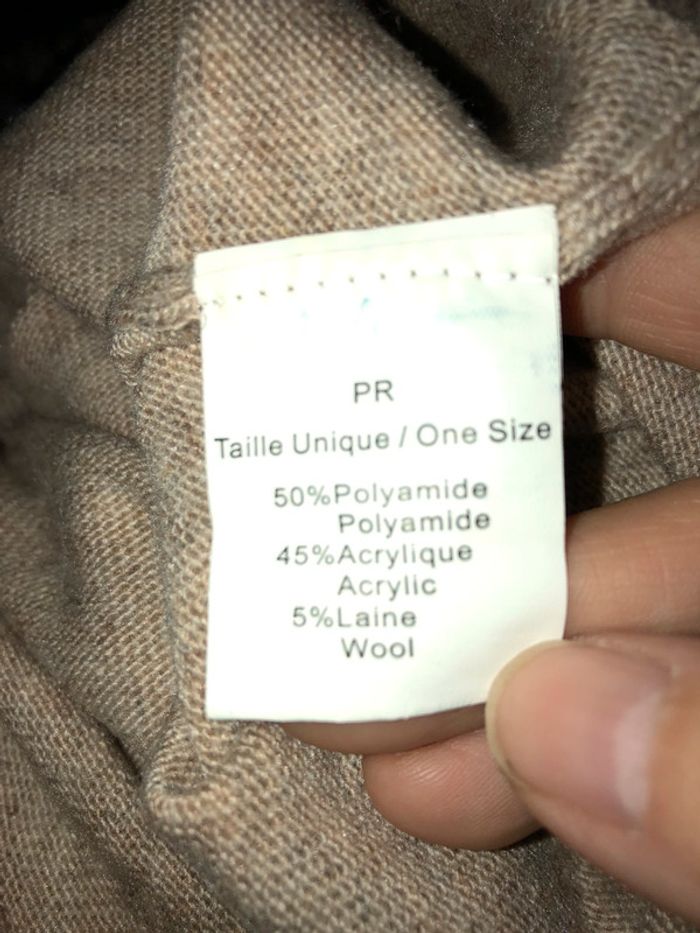 PR
Taille Unique / One Size
50%Polyamide
Polyamide
45%Acrylique
Acrylic
5%Laine
Wool